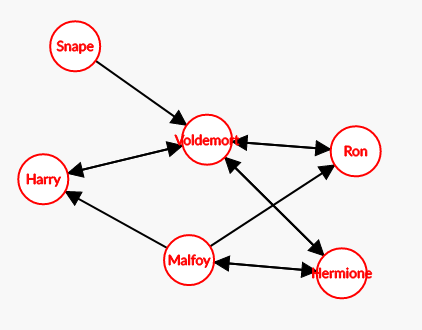 Snape
Voldemort
Ron
Harry
Malfoy
Hermione